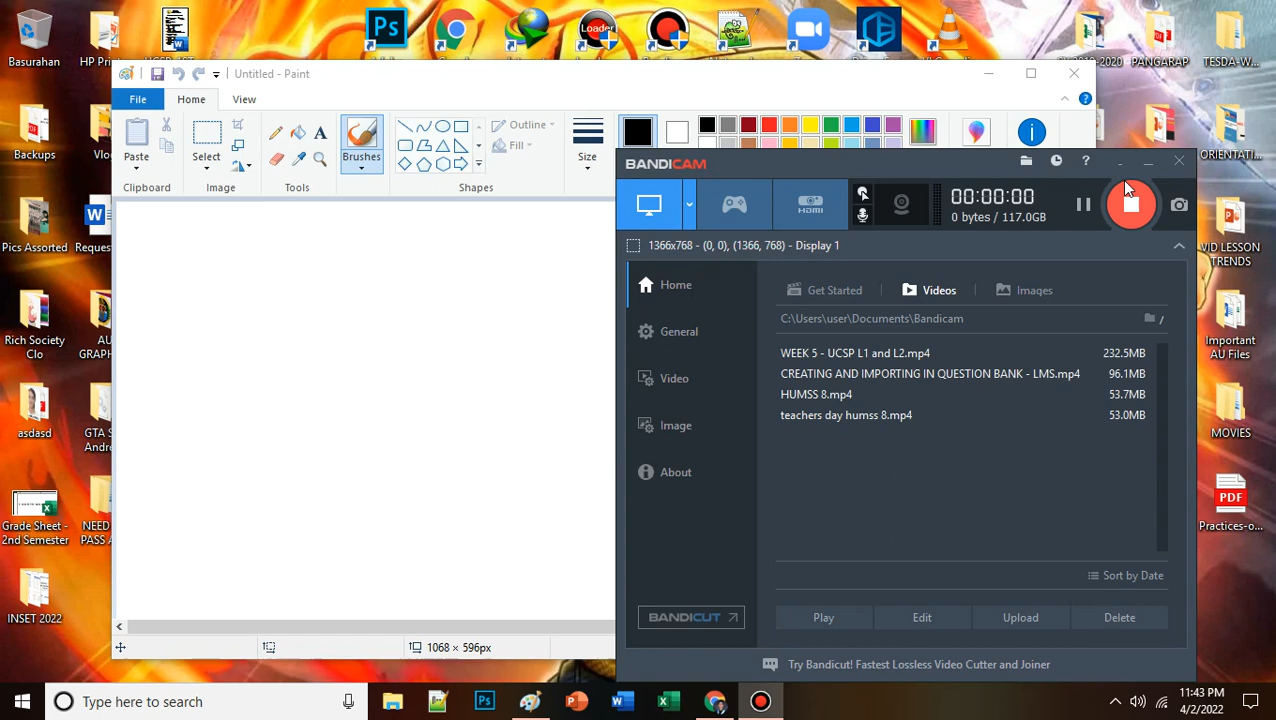 Ps
Loader
Basurahan
HP Pri
PANGARAP
TESDA-W...
Untitled - Paint
File
Home
View
Paste
Select
Brushes
Outline
Fill
Size
Clipboard
Image
Tools
Shapes
Backups
Vlo
ORIENTATI...
Pics Assorted
Request
VID LESSON
TRENDS
Rich Society
Clo
AU
GRAPH
Important
AU Files
asdasd
GTA S
Andro
MOVIES
Grade Sheet -
2nd Semester
NEED
PASS A
PDF
Practices-o...
INSET 2022
BANDICAM
HDMI
00:00:00
0 bytes / 117.0GB
1366x768 - (0, 0), (1366, 768) - Display 1
Home
General
Video
Image
About
Get Started
Videos
Images
C:\Users\user\Documents\Bandicam
WEEK 5 - UCSP L1 and L2.mp4 232.5MB
CREATING AND IMPORTING IN QUESTION BANK - LMS.mp4 96.1MB
HUMSS 8.mp4 53.7MB
teachers day humss 8.mp4 53.0MB
Sort by Date
BANDICUT
Play
Edit
Upload
Delete
Try Bandicut! Fastest Lossless Video Cutter and Joiner
1068 × 596px
Type here to search
Ps
11:43 PM
4/2/2022